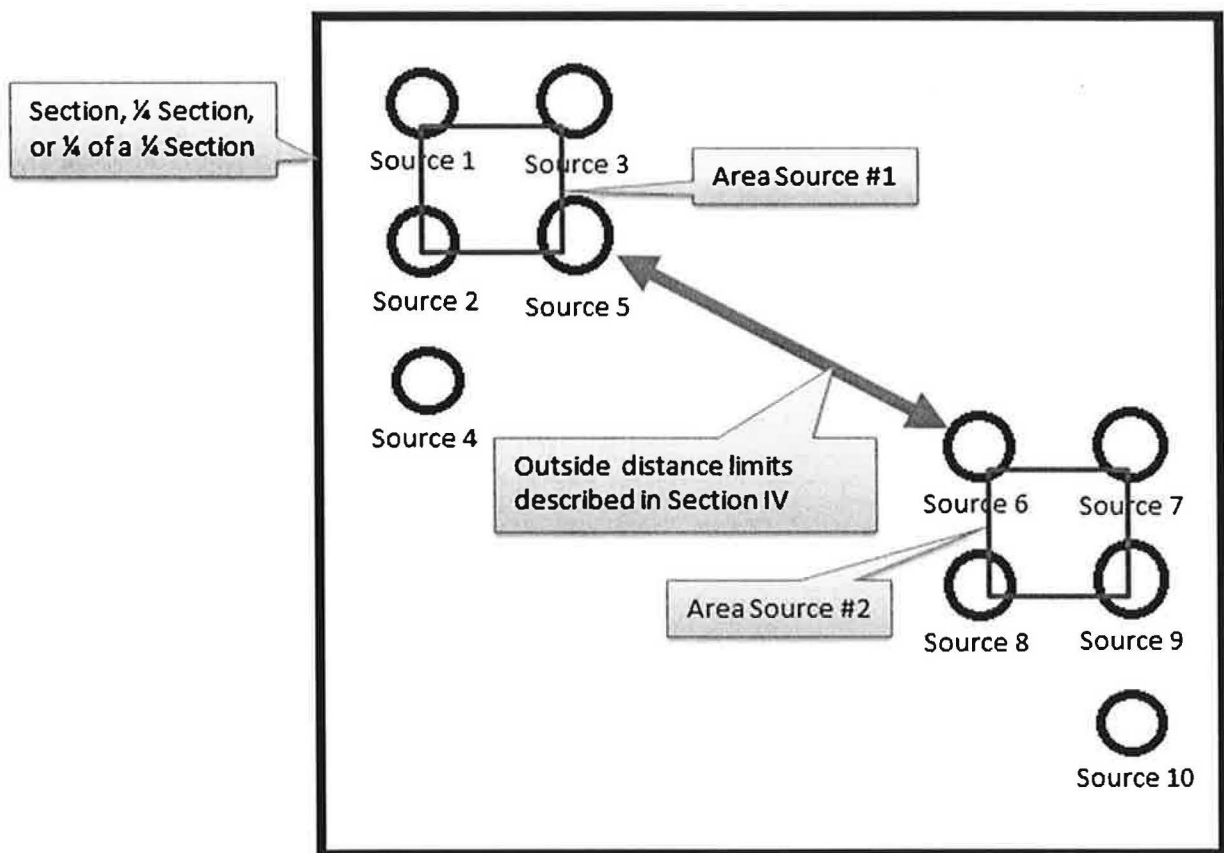 Section, ¼ Section,
or ¼ of a ¼ Section
Source 1
Source 3
Area Source #1
Source 2
Source 5
Source 4
Outside distance limits
described in Section IV
Source 6
Source 7
Area Source #2
Source 8
Source 9
Source 10